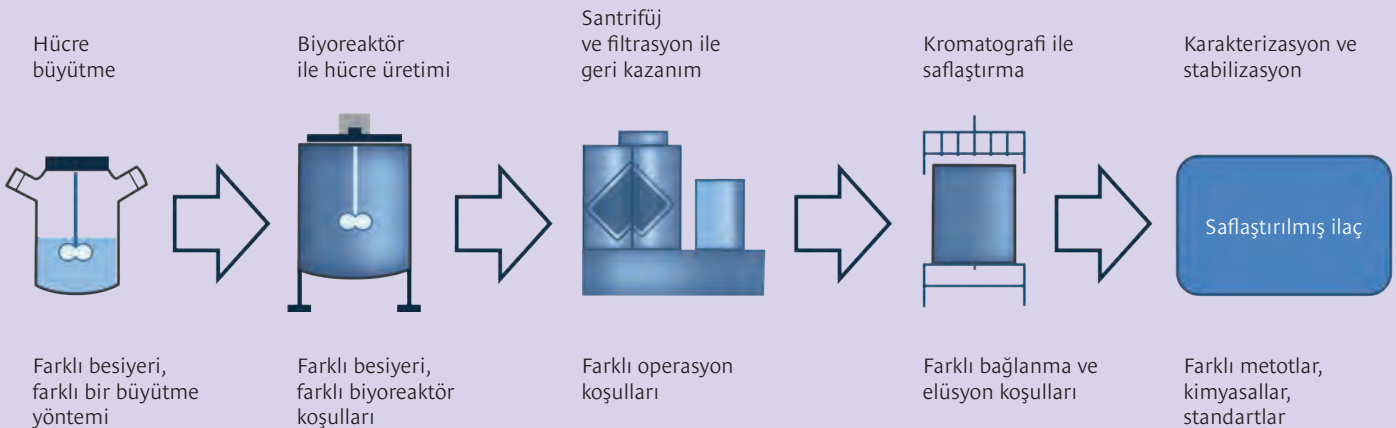 Hücre
büyütme
Biyoreaktör
ile hücre üretimi
Santrifüj
ve filtrasyon ile
geri kazanım
Kromatografi ile
saflaştırma
Karakterizasyon ve
stabilizasyon
Saflaştırılmış ilaç
Farklı besiyeri,
farklı bir büyütme
yöntemi
Farklı besiyeri,
farklı biyoreaktör
koşulları
Farklı operasyon
koşulları
Farklı bağlanma ve
elüsyon koşulları
Farklı metotlar,
kimyasallar,
standartlar